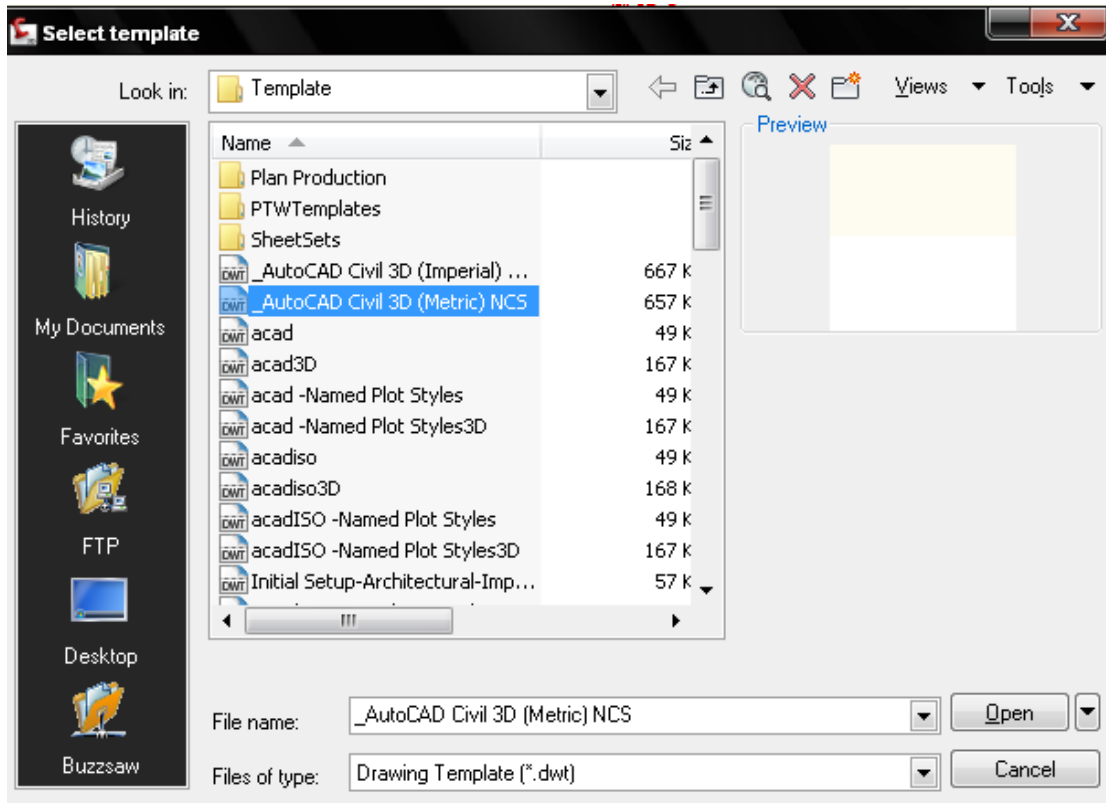 Select template
Look in: Template Views Tools
Name Siz
Preview
Plan Production
PTWTemplates
SheetSets
_AutoCAD Civil 3D (Imperial) ... 667 K
_AutoCAD Civil 3D (Metric) NCS 657 K
acad 49 K
acad3D 167 K
acad -Named Plot Styles 49 K
acad -Named Plot Styles3D 167 K
acadiso 49 K
acadiso3D 168 K
acadISO -Named Plot Styles 49 K
acadISO -Named Plot Styles3D 167 K
Initial Setup-Architectural-Imp... 57 K
History
My Documents
Favorites
FTP
Desktop
Buzzsaw
File name: _AutoCAD Civil 3D (Metric) NCS Open
Files of type: Drawing Template (*.dwt) Cancel